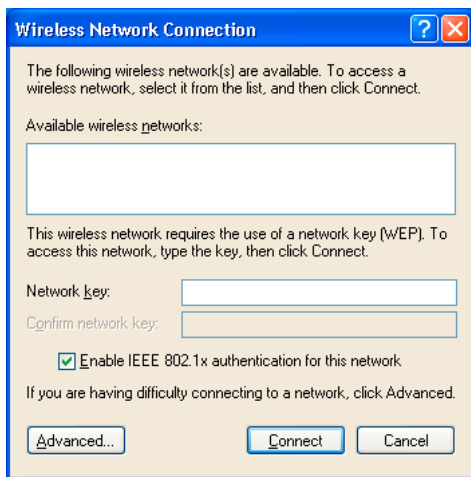 Wireless Network Connection
The following wireless network(s) are available. To access a
wireless network, select it from the list, and then click Connect.
Available wireless networks:
This wireless network requires the use of a network key (WEP). To
access this network, type the key, then click Connect.
Network key:
Confirm network key:
Enable IEEE 802.1x authentication for this network
If you are having difficulty connecting to a network, click Advanced.
Advanced... Connect Cancel